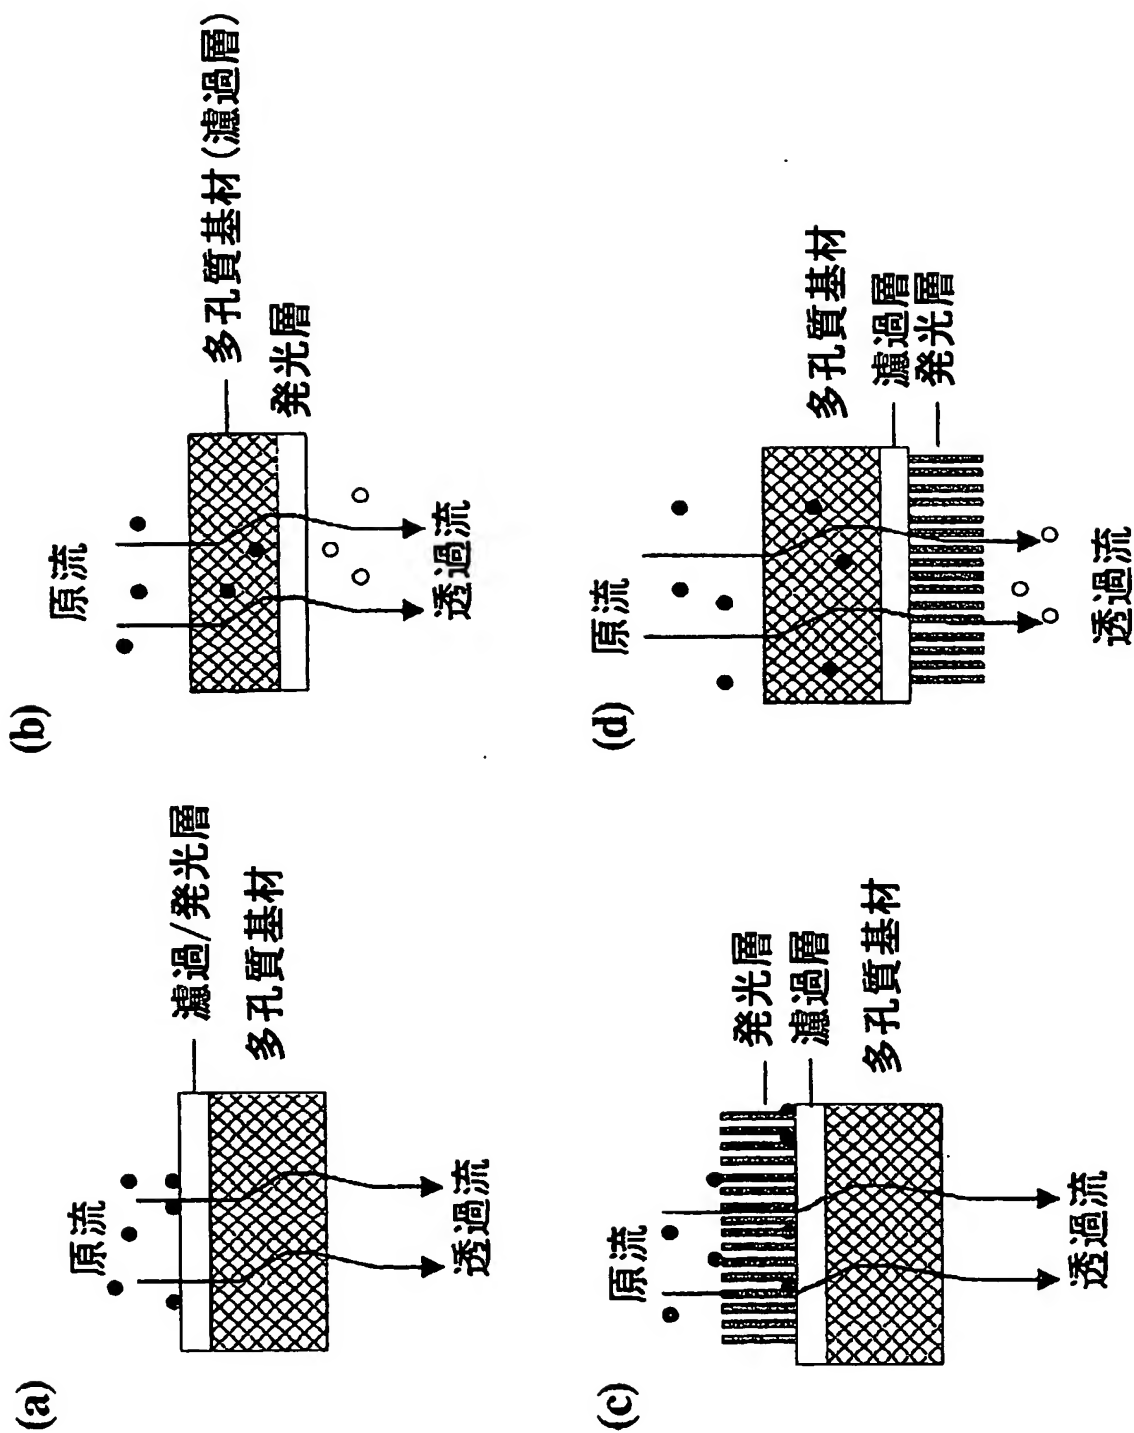 (a)
原流
濾過/発光層
多孔質基材
透過流
(b)
原流
多孔質基材(濾過層)
発光層
透過流
(c)
原流
発光層
濾過層
多孔質基材
透過流
(d)
原流
多孔質基材
濾過層
発光層
透過流